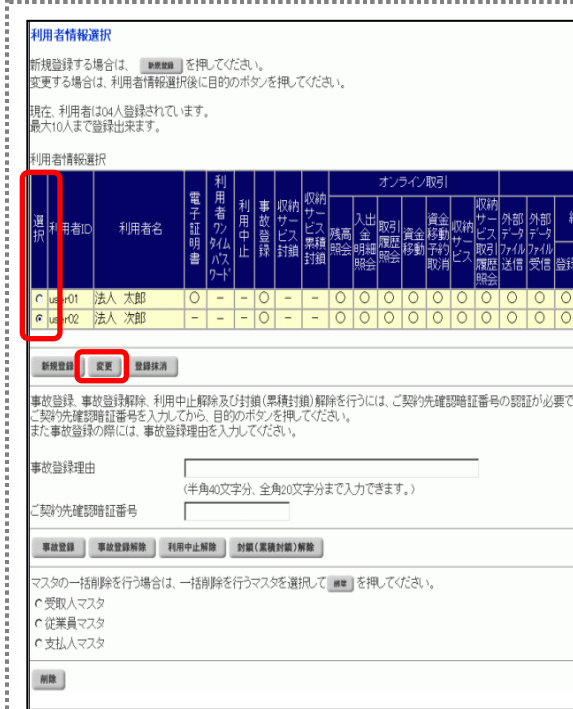 利用者情報選択
新規登録する場合は、 新規登録 を押してください。
変更する場合は、利用者情報選択後に目的のボタンを押してください。
現在、利用者は04人登録されています。
最大10人まで登録出来ます。
利用者情報選択
オンライン取引
選択 利用者ID 利用者名 電子証明書 利用者ワンタイムパスワード 利用中止 事故登録 収納サービス封鎖 収納サービス累積封鎖 残高照会 入出金明細照会 取引履歴照会 資金移動 資金移動予約取消 収納サービス 収納サービス取引履歴照会 外部データファイル送信 外部データファイル受信 登録
user01 法人 太郎 ○ − − ○ − − ○ ○ ○ ○ ○ ○ ○ ○ ○ ○
user02 法人 次郎 − − − ○ − − ○ ○ ○ ○ ○ ○ ○ ○ ○ ○
新規登録 変更 登録抹消
事故登録、事故登録解除、利用中止解除及び封鎖(累積封鎖)解除を行うには、ご契約先確認暗証番号の認証が必要で
ご契約先確認暗証番号を入力してから、目的のボタンを押してください。
また事故登録の際には、事故登録理由を入力してください。
事故登録理由
(半角40文字分、全角20文字分まで入力できます。)
ご契約先確認暗証番号
事故登録 事故登録解除 利用中止解除 封鎖(累積封鎖)解除
マスタの一括削除を行う場合は、一括削除を行うマスタを選択して 削除 を押してください。
受取人マスタ
従業員マスタ
支払人マスタ
削除